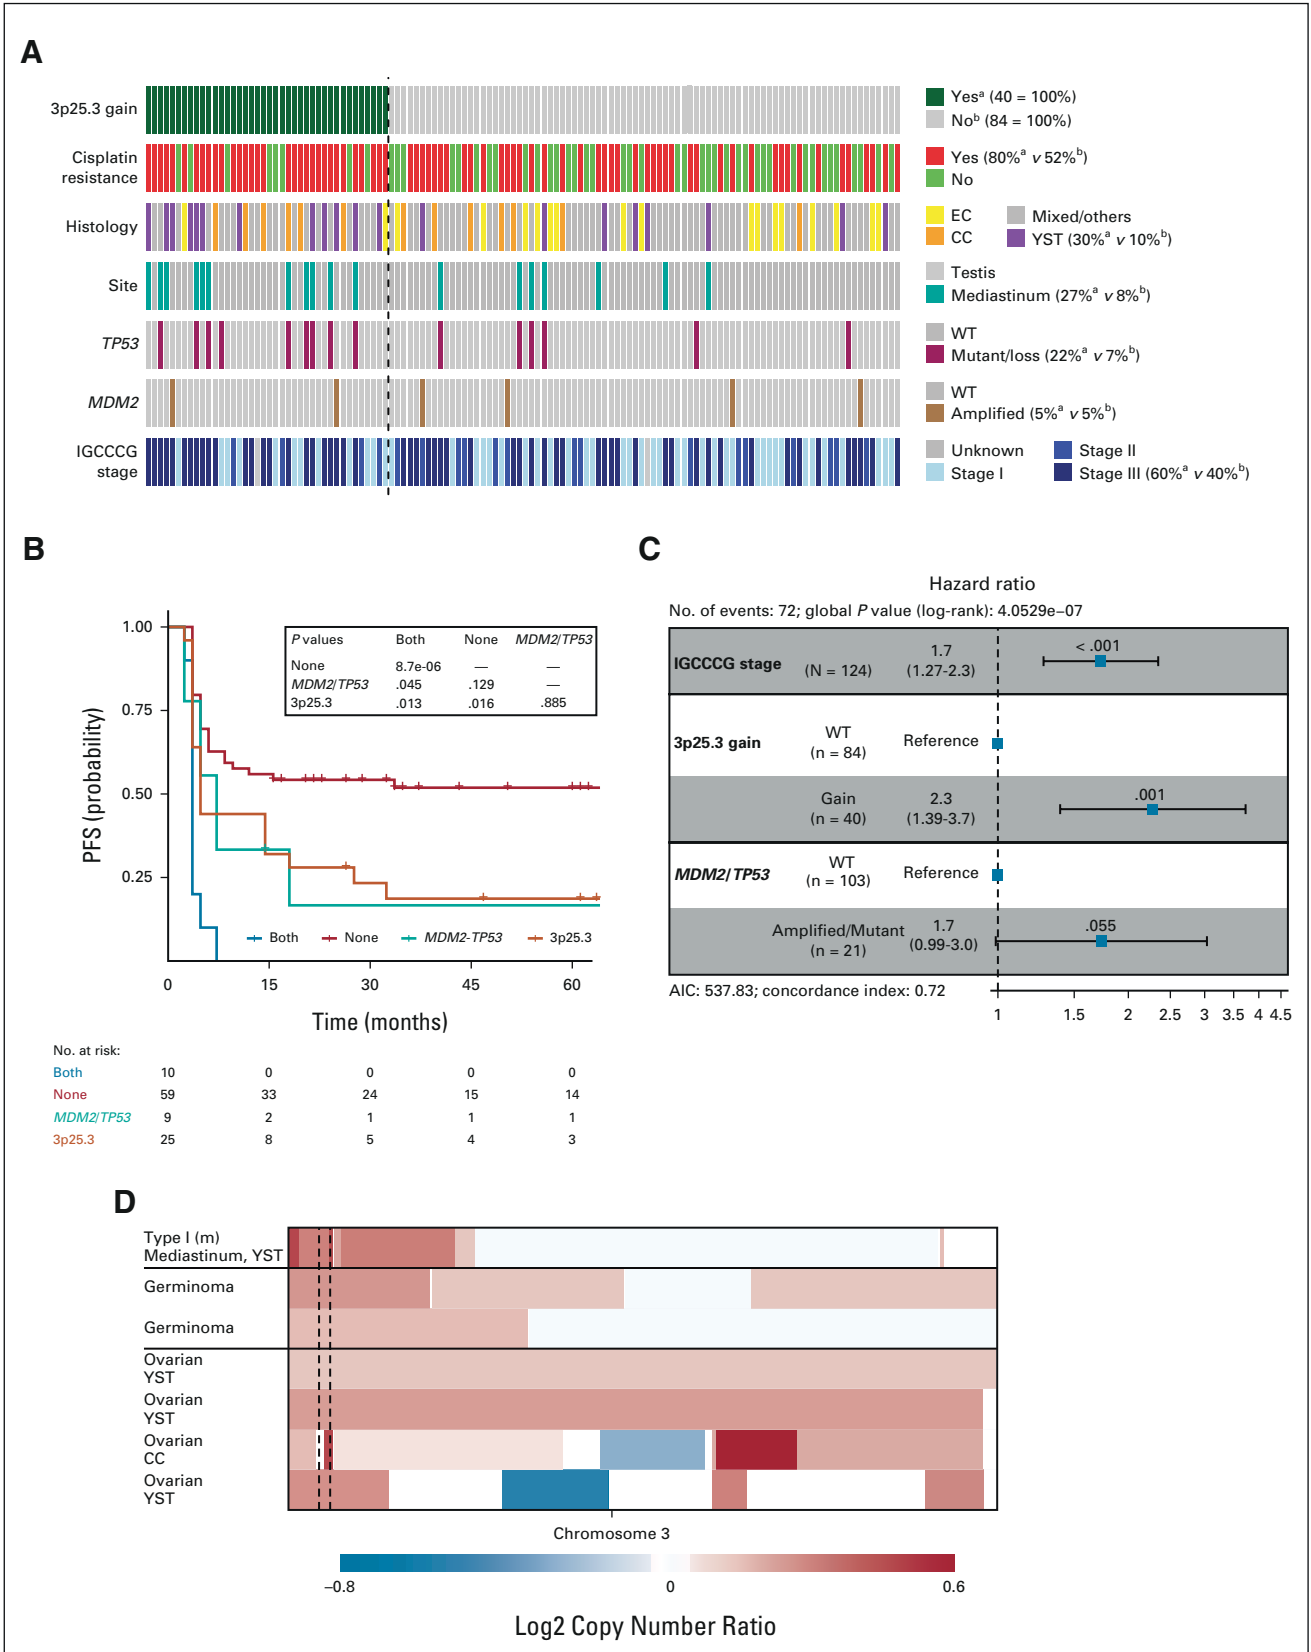 A
3p25.3 gain
Yesᵃ (40 = 100%)
Noᵇ (84 = 100%)
Cisplatin
resistance
Yes (80%ᵃ v 52%ᵇ)
No
Histology
EC
Mixed/others
CC
YST (30%ᵃ v 10%ᵇ)
Site
Testis
Mediastinum (27%ᵃ v 8%ᵇ)
TP53
WT
Mutant/loss (22%ᵃ v 7%ᵇ)
MDM2
WT
Amplified (5%ᵃ v 5%ᵇ)
IGCCCG
stage
Unknown
Stage II
Stage I
Stage III (60%ᵃ v 40%ᵇ)
B
PFS (probability)
1.00
0.75
0.50
0.25
P values Both None MDM2/TP53
None 8.7e-06 — —
MDM2/TP53 .045 .129 —
3p25.3 .013 .016 .885
Both None MDM2-TP53 3p25.3
0 15 30 45 60
Time (months)
No. at risk:
Both 10 0 0 0 0
None 59 33 24 15 14
MDM2/TP53 9 2 1 1 1
3p25.3 25 8 5 4 3
C
Hazard ratio
No. of events: 72; global P value (log-rank): 4.0529e−07
IGCCCG stage (N = 124) 1.7 (1.27-2.3) < .001
3p25.3 gain WT (n = 84) Reference
Gain (n = 40) 2.3 (1.39-3.7) .001
MDM2/TP53 WT (n = 103) Reference
Amplified/Mutant (n = 21) 1.7 (0.99-3.0) .055
AIC: 537.83; concordance index: 0.72
1 1.5 2 2.5 3 3.5 4 4.5
D
Type I (m)
Mediastinum, YST
Germinoma
Germinoma
Ovarian
YST
Ovarian
YST
Ovarian
CC
Ovarian
YST
Chromosome 3
−0.8 0 0.6
Log2 Copy Number Ratio